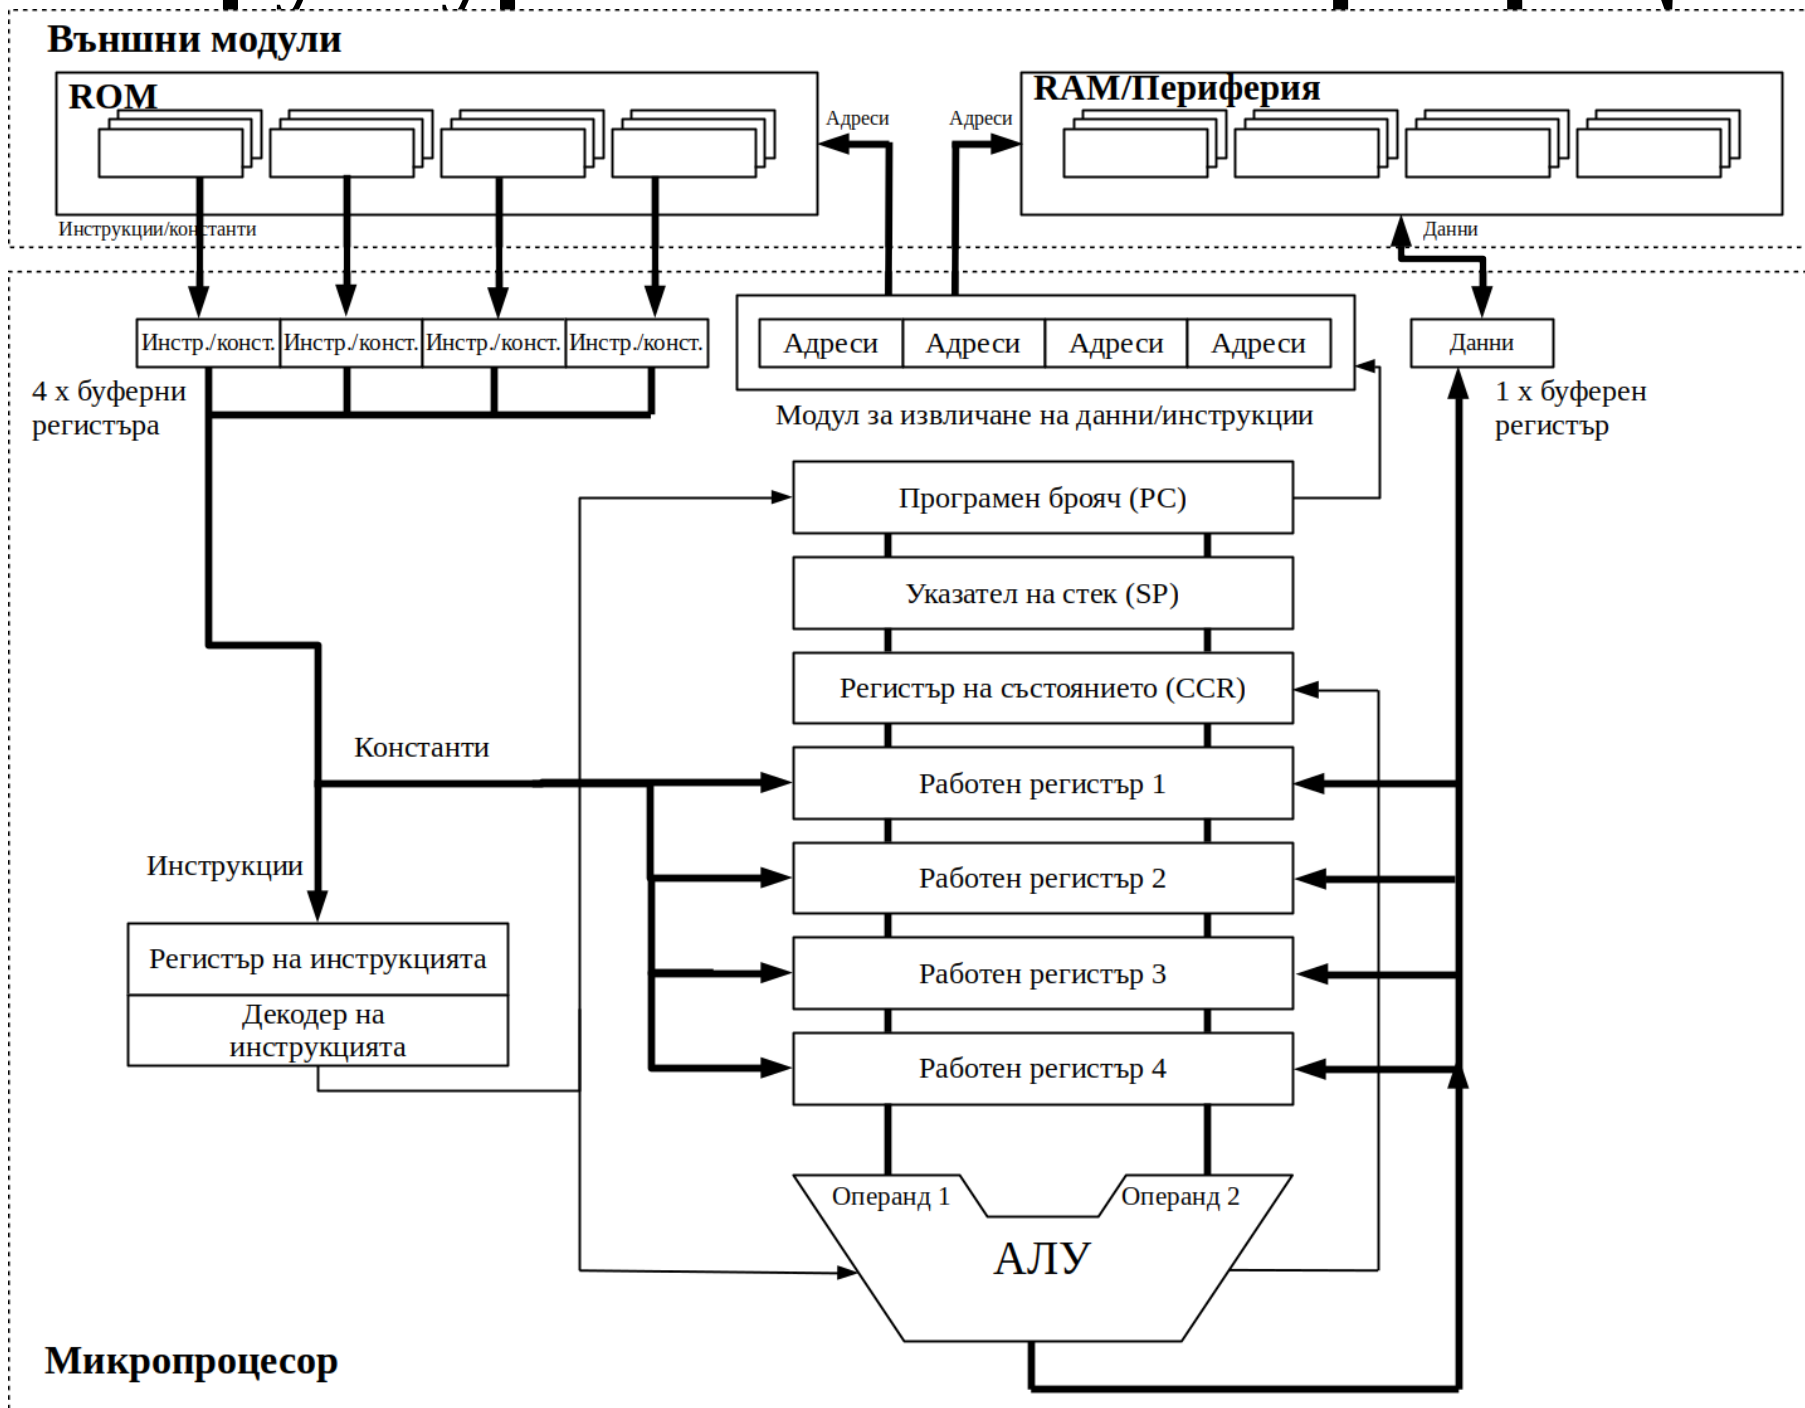 Външни модули
ROM
RAM/Периферия
Адреси
Адреси
Инструкции/константи
Данни
Инстр./конст.
Инстр./конст.
Инстр./конст.
Инстр./конст.
Адреси
Адреси
Адреси
Адреси
Данни
4 x буферни
регистъра
Модул за извличане на данни/инструкции
1 x буферен
регистър
Програмен брояч (PC)
Указател на стек (SP)
Регистър на състоянието (CCR)
Константи
Работен регистър 1
Инструкции
Работен регистър 2
Регистър на инструкцията
Работен регистър 3
Декодер на
инструкцията
Работен регистър 4
Операнд 1
Операнд 2
АЛУ
Микропроцесор